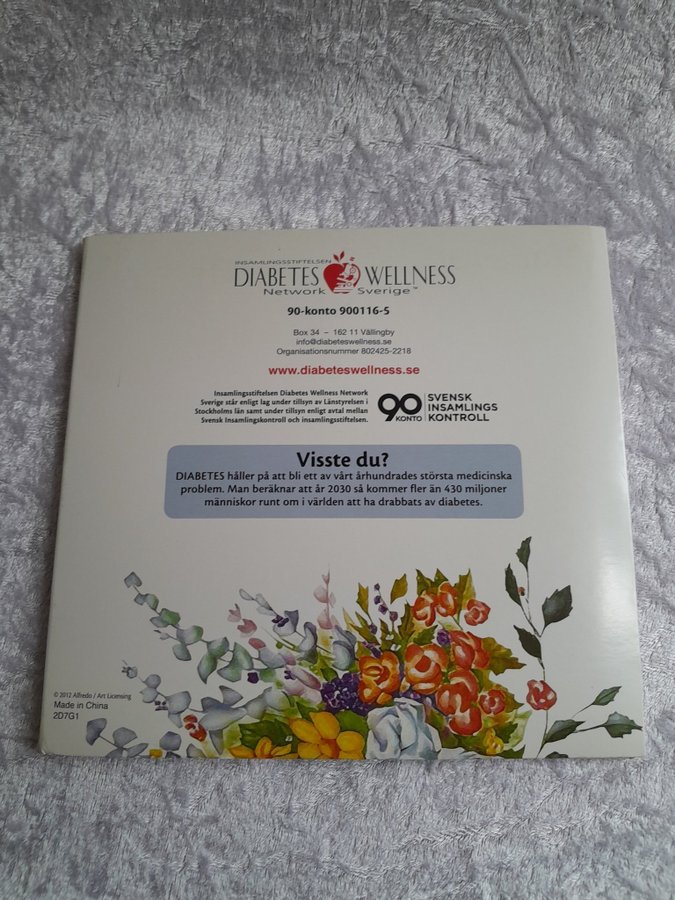 INSAMLINGSSTIFTELSEN
DIABETES WELLNESS
Network Sverige™
90-konto 900116-5
Box 34 – 162 11 Vällingby
info@diabeteswellness.se
Organisationsnummer 802425-2218
www.diabeteswellness.se
Insamlingsstiftelsen Diabetes Wellness Network
Sverige står enligt lag under tillsyn av Länstyrelsen i
Stockholms län samt under tillsyn enligt avtal mellan
Svensk Insamlingskontroll och insamlingsstiftelsen.
90
KONTO
SVENSK
INSAMLINGS
KONTROLL
Visste du?
DIABETES håller på att bli ett av vårt århundrades största medicinska
problem. Man beräknar att år 2030 så kommer fler än 430 miljoner
människor runt om i världen att ha drabbats av diabetes.
© 2012 Alfredo / Art Licensing
Made in China
2D7G1